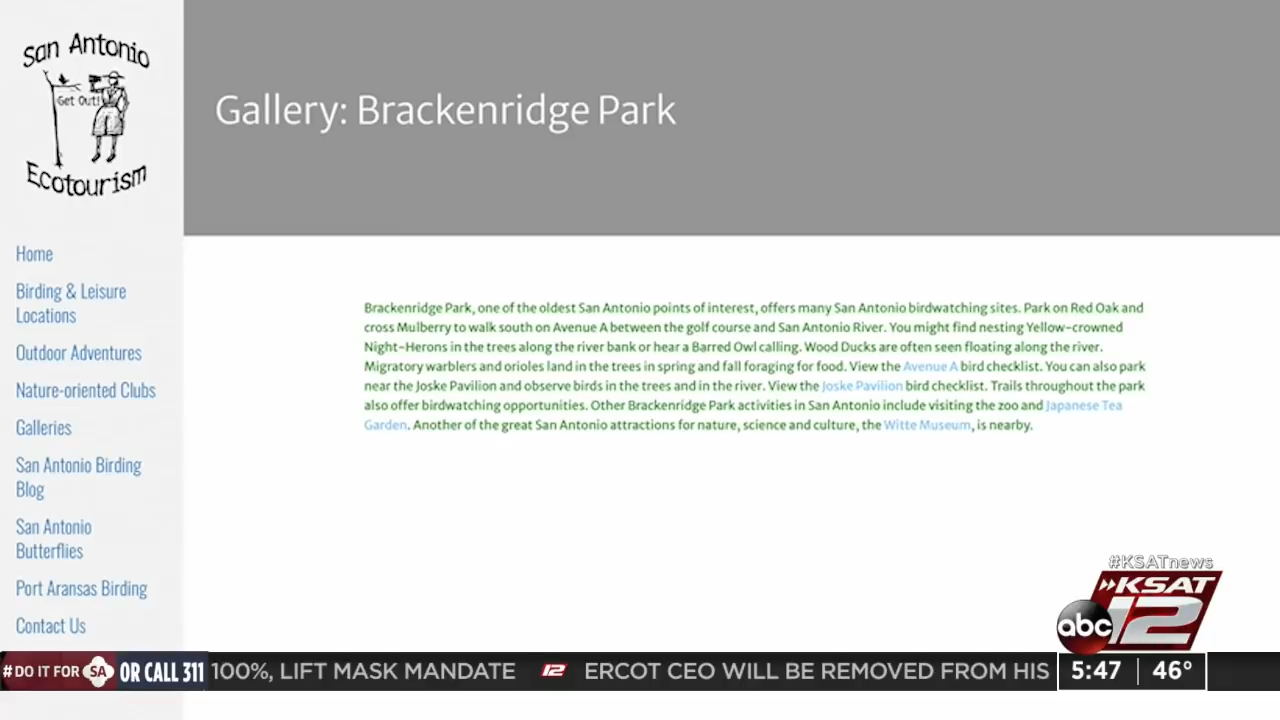 San Antonio
Get Out!
Ecotourism
Home
Birding & Leisure
Locations
Outdoor Adventures
Nature-oriented Clubs
Galleries
San Antonio Birding
Blog
San Antonio
Butterflies
Port Aransas Birding
Contact Us
Gallery: Brackenridge Park
Brackenridge Park, one of the oldest San Antonio points of interest, offers many San Antonio birdwatching sites. Park on Red Oak and
cross Mulberry to walk south on Avenue A between the golf course and San Antonio River. You might find nesting Yellow-crowned
Night-Herons in the trees along the river bank or hear a Barred Owl calling. Wood Ducks are often seen floating along the river.
Migratory warblers and orioles land in the trees in spring and fall foraging for food. View the Avenue A bird checklist. You can also park
near the Joske Pavilion and observe birds in the trees and in the river. View the Joske Pavilion bird checklist. Trails throughout the park
also offer birdwatching opportunities. Other Brackenridge Park activities in San Antonio include visiting the zoo and Japanese Tea
Garden. Another of the great San Antonio attractions for nature, science and culture, the Witte Museum, is nearby.
#KSATnews
KSAT
abc 12
#DO IT FOR SA OR CALL 311 100%, LIFT MASK MANDATE 12 ERCOT CEO WILL BE REMOVED FROM HIS 5:47 46°